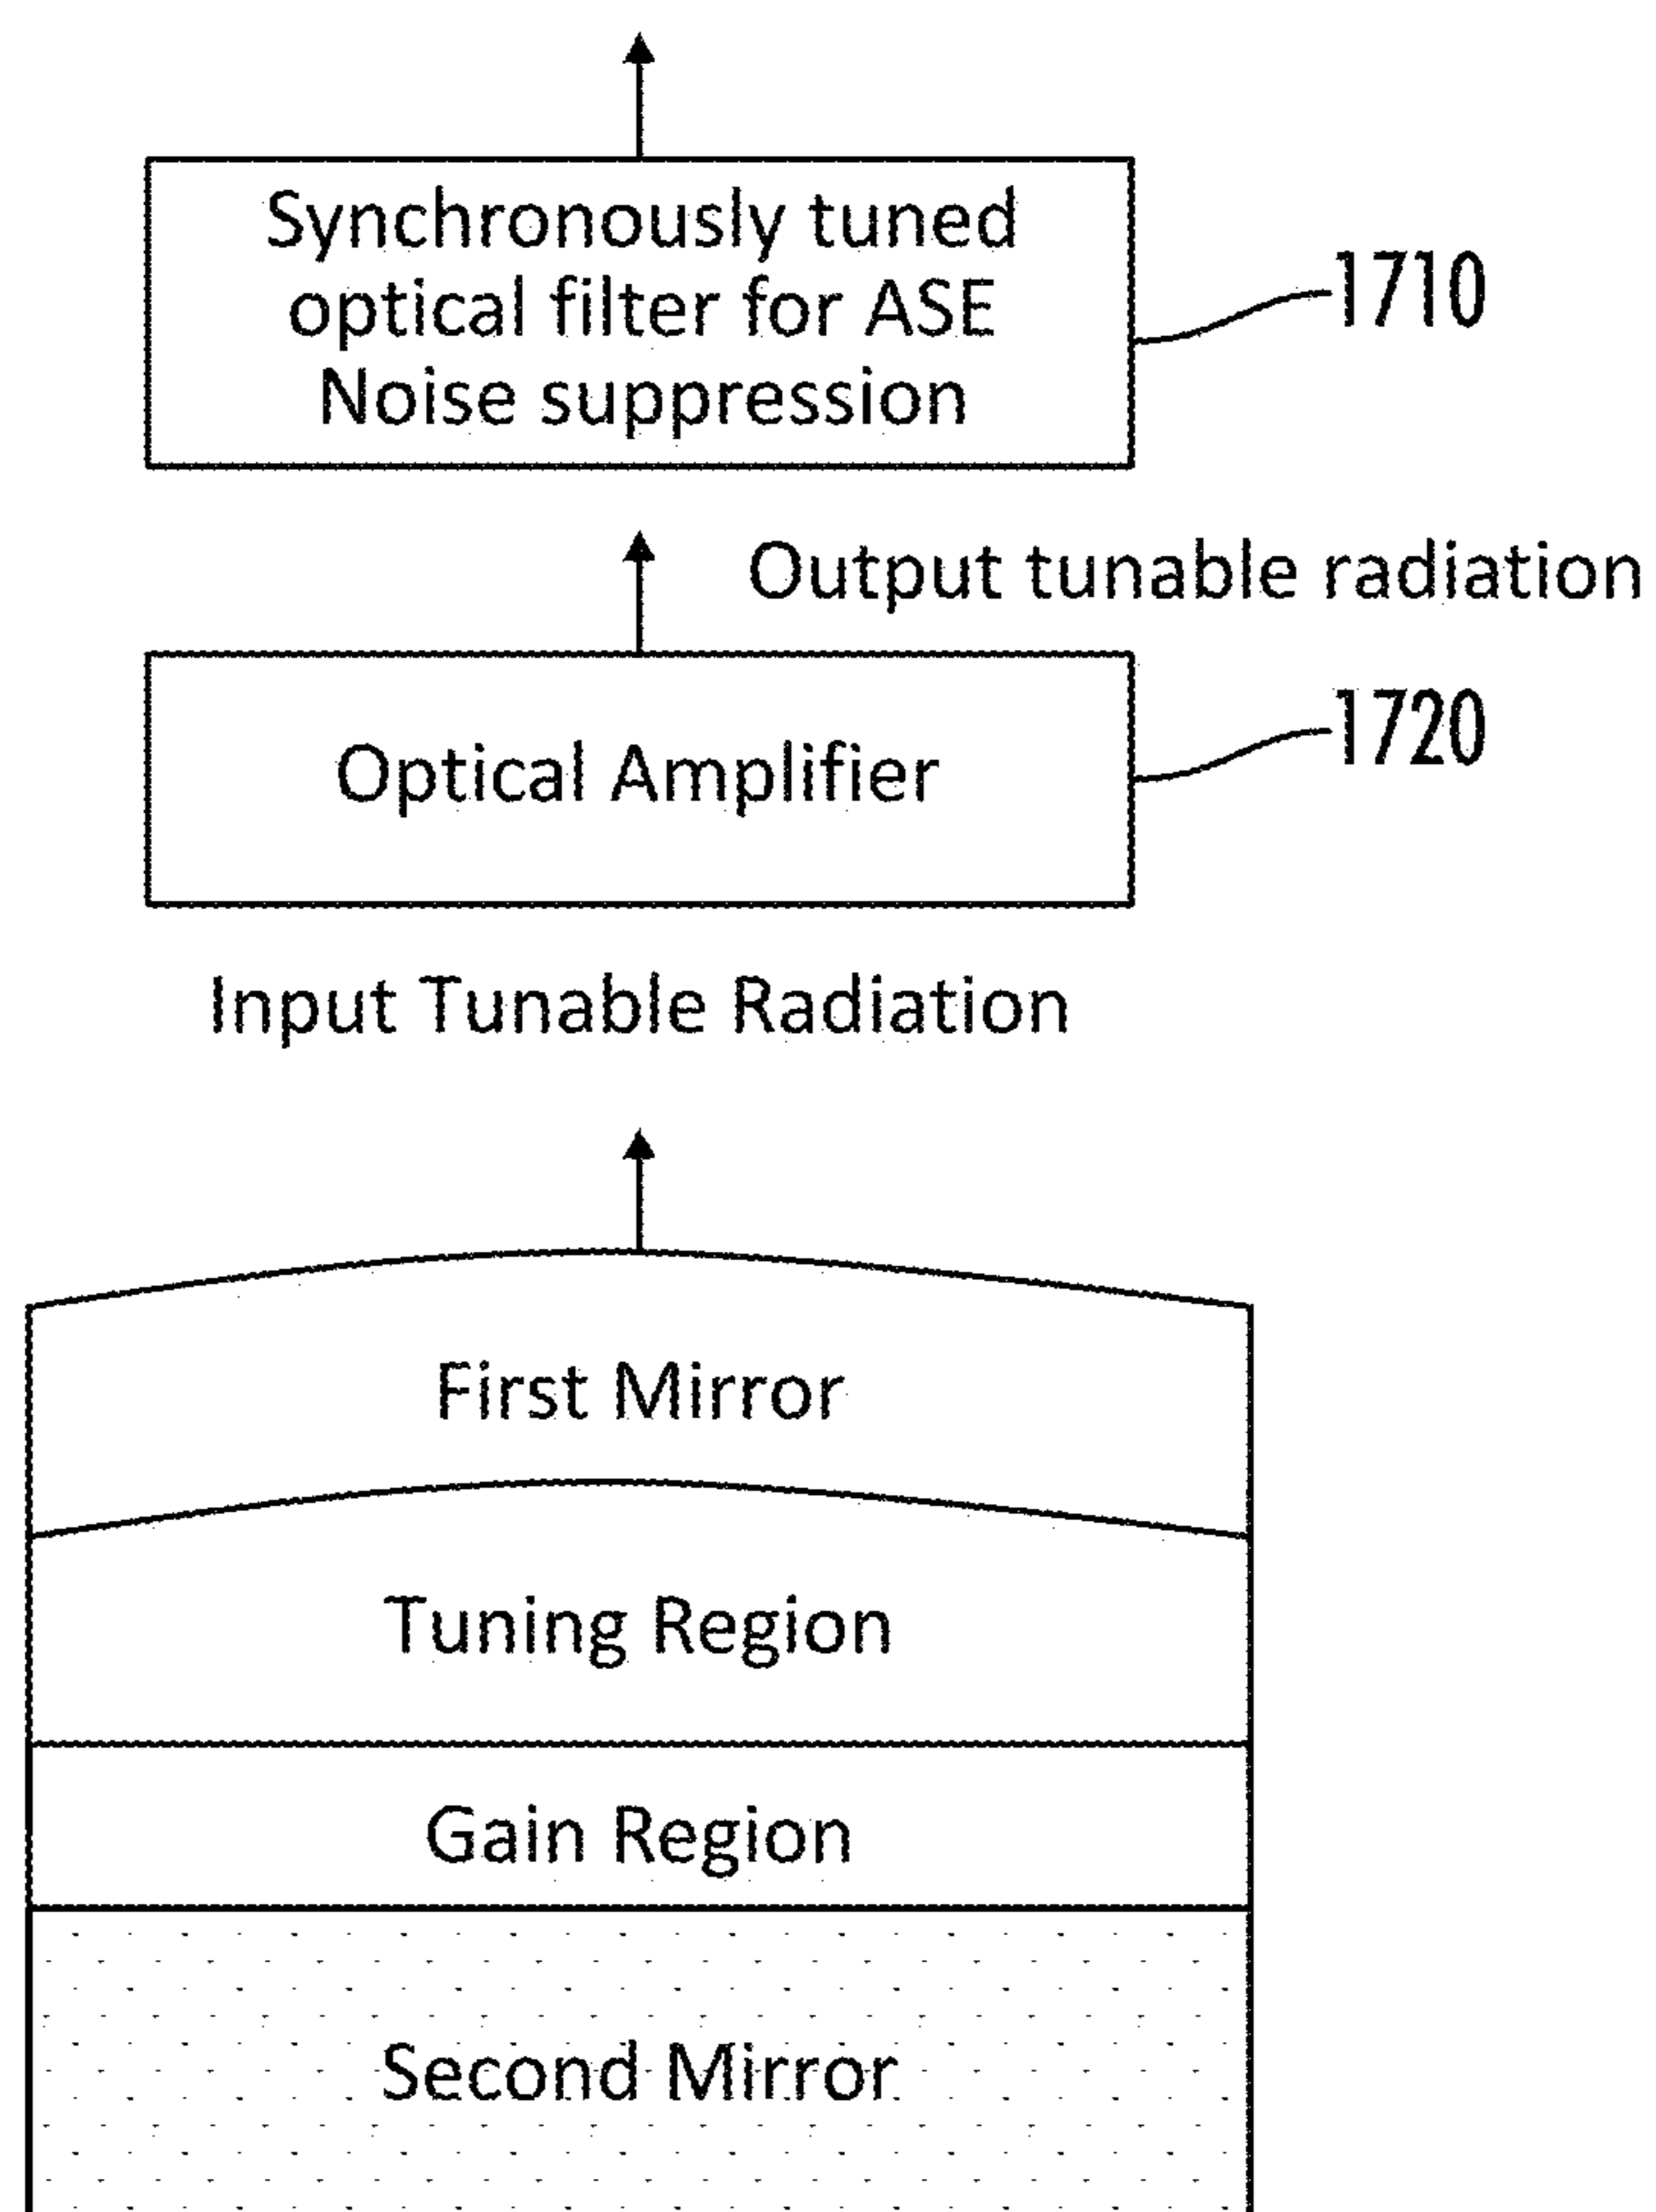 Synchronously tuned
optical filter for ASE
Noise suppression
1710
Output tunable radiation
Optical Amplifier
1720
Input Tunable Radiation
First Mirror
Tuning Region
Gain Region
Second Mirror